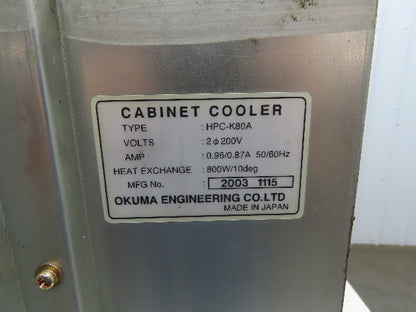 CABINET COOLER
TYPE : HPC-K80A
VOLTS : 2φ200V
AMP : 0.96/0.87A 50/60Hz
HEAT EXCHANGE : 800W/10deg
MFG No. : 2003 1115
OKUMA ENGINEERING CO.LTD
MADE IN JAPAN